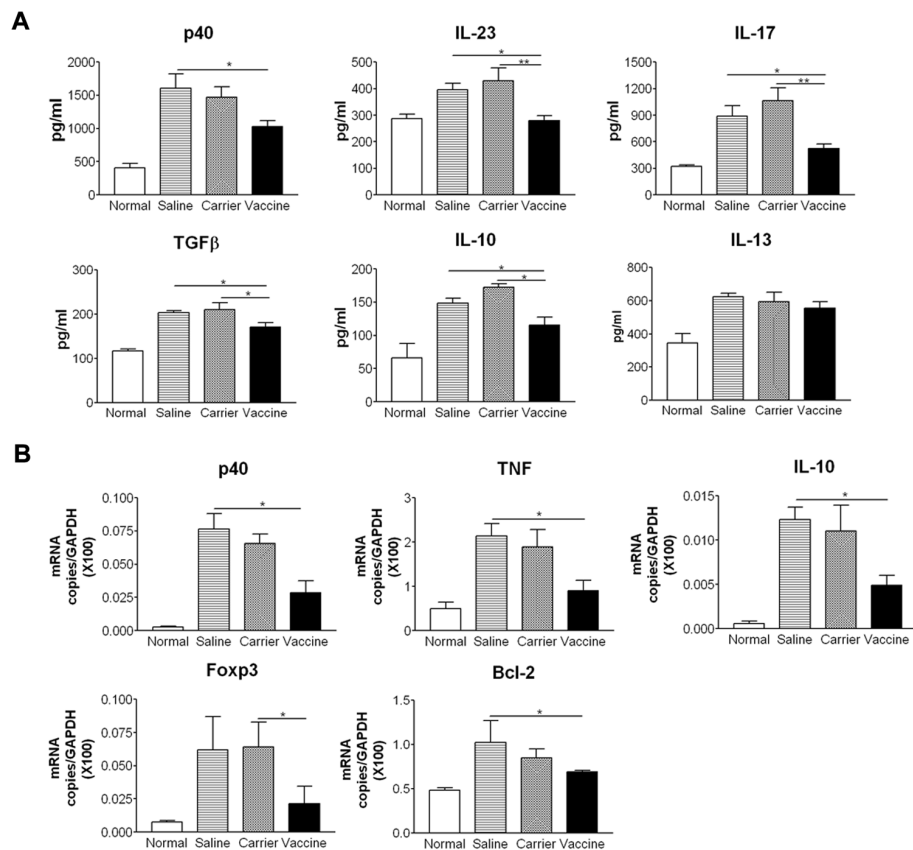 A
p40
pg/ml
2000
1500
1000
500
0
*
Normal Saline Carrier Vaccine
IL-23
pg/ml
500
400
300
200
100
0
*
**
Normal Saline Carrier Vaccine
IL-17
pg/ml
1500
1200
900
600
300
0
*
**
Normal Saline Carrier Vaccine
TGFβ
pg/ml
300
200
100
0
*
*
Normal Saline Carrier Vaccine
IL-10
pg/ml
200
150
100
50
0
*
*
Normal Saline Carrier Vaccine
IL-13
pg/ml
800
600
400
200
0
Normal Saline Carrier Vaccine
B
p40
mRNA
copies/GAPDH
(X100)
0.100
0.075
0.050
0.025
0.000
*
Normal Saline Carrier Vaccine
TNF
mRNA
copies/GAPDH
(X100)
3
2
1
0
*
Normal Saline Carrier Vaccine
IL-10
mRNA
copies/GAPDH
(X100)
0.015
0.010
0.005
0.000
*
Normal Saline Carrier Vaccine
Foxp3
mRNA
copies/GAPDH
(X100)
0.100
0.075
0.050
0.025
0.000
*
Normal Saline Carrier Vaccine
Bcl-2
mRNA
copies/GAPDH
(X100)
1.5
1.0
0.5
0.0
*
Normal Saline Carrier Vaccine